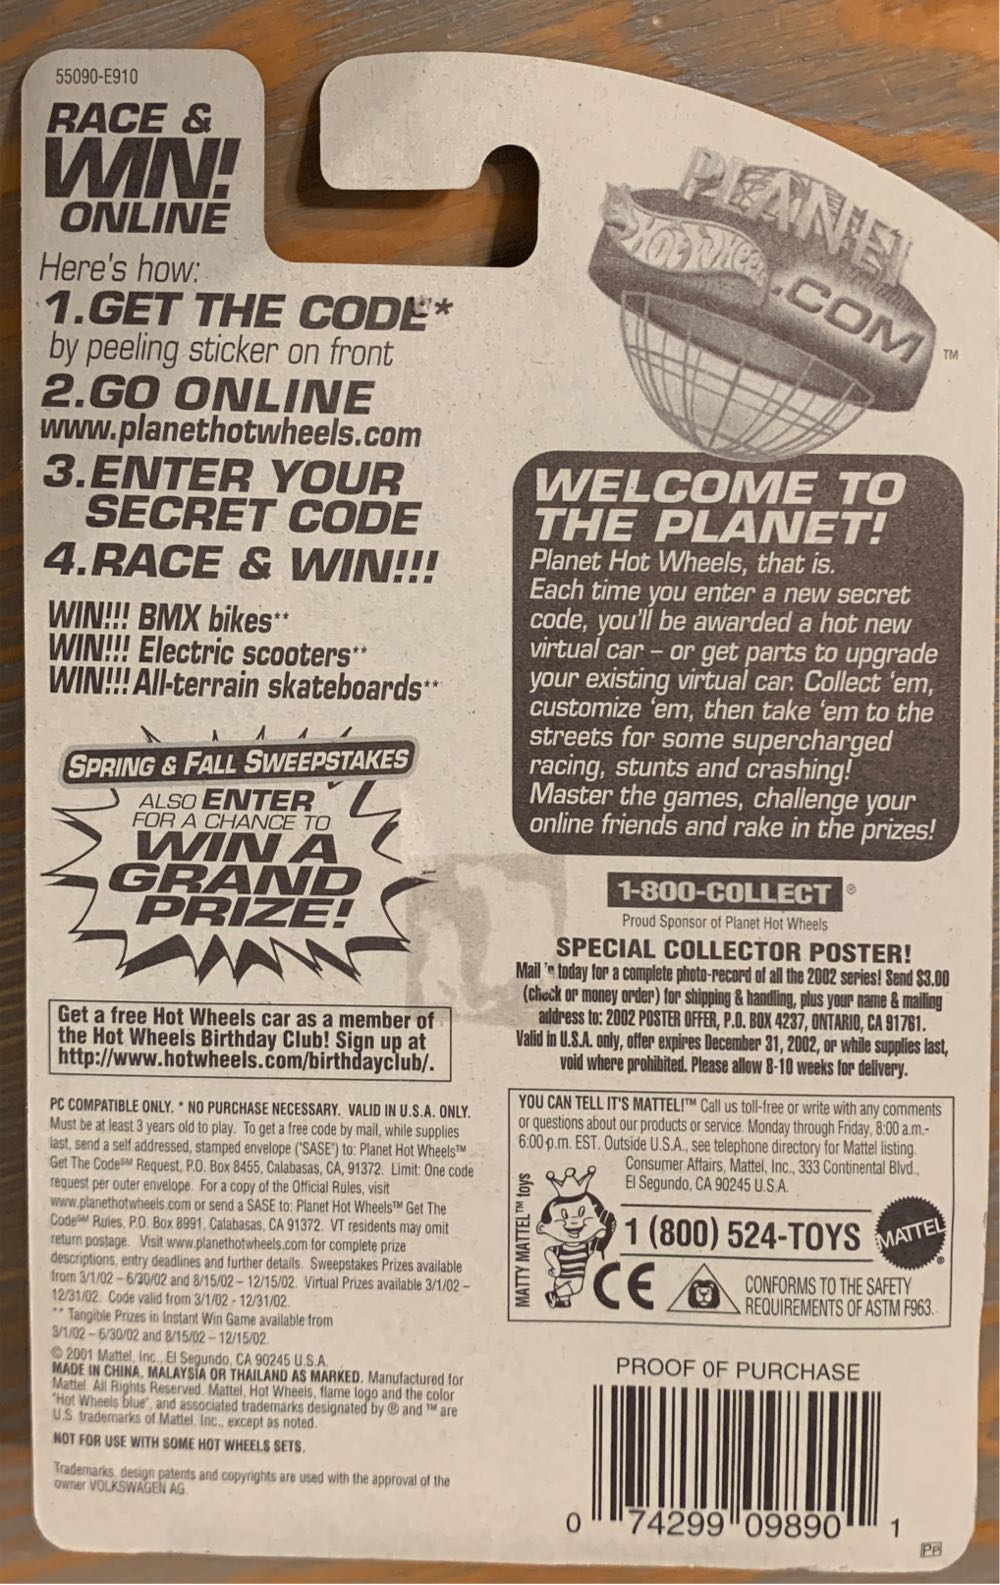 55090-E910
RACE &
WIN!
ONLINE
Here's how:
1.GET THE CODE*
by peeling sticker on front
2.GO ONLINE
www.planethotwheels.com
3.ENTER YOUR
SECRET CODE
4.RACE & WIN!!!
WIN!!! BMX bikes**
WIN!!! Electric scooters**
WIN!!! All-terrain skateboards**
SPRING & FALL SWEEPSTAKES
ALSO ENTER
FOR A CHANCE TO
WIN A
GRAND
PRIZE!
Get a free Hot Wheels car as a member of
the Hot Wheels Birthday Club! Sign up at
http://www.hotwheels.com/birthdayclub/.
PC COMPATIBLE ONLY. * NO PURCHASE NECESSARY. VALID IN U.S.A. ONLY.
Must be at least 3 years old to play. To get a free code by mail, while supplies
last, send a self addressed, stamped envelope ("SASE") to: Planet Hot Wheels™
Get The Code℠ Request, P.O. Box 8455, Calabasas, CA, 91372. Limit: One code
request per outer envelope. For a copy of the Official Rules, visit
www.planethotwheels.com or send a SASE to: Planet Hot Wheels™ Get The
Code℠ Rules, P.O. Box 8991, Calabasas, CA 91372. VT residents may omit
return postage. Visit www.planethotwheels.com for complete prize
descriptions, entry deadlines and further details. Sweepstakes Prizes available
from 3/1/02 – 6/30/02 and 8/15/02 – 12/15/02. Virtual Prizes available 3/1/02 –
12/31/02. Code valid from 3/1/02 - 12/31/02.
** Tangible Prizes in Instant Win Game available from
3/1/02 – 6/30/02 and 8/15/02 – 12/15/02.
© 2001 Mattel, Inc., El Segundo, CA 90245 U.S.A.
MADE IN CHINA, MALAYSIA OR THAILAND AS MARKED. Manufactured for
Mattel. All Rights Reserved. Mattel, Hot Wheels, flame logo and the color
"Hot Wheels blue", and associated trademarks designated by ® and ™ are
U.S. trademarks of Mattel, Inc., except as noted.
NOT FOR USE WITH SOME HOT WHEELS SETS.
Trademarks, design patents and copyrights are used with the approval of the
owner VOLKSWAGEN AG
PLANET
HOT WHEELS
.COM
™
WELCOME TO
THE PLANET!
Planet Hot Wheels, that is.
Each time you enter a new secret
code, you'll be awarded a hot new
virtual car – or get parts to upgrade
your existing virtual car. Collect 'em,
customize 'em, then take 'em to the
streets for some supercharged
racing, stunts and crashing!
Master the games, challenge your
online friends and rake in the prizes!
1-800-COLLECT ®
Proud Sponsor of Planet Hot Wheels
SPECIAL COLLECTOR POSTER!
Mail 'n today for a complete photo-record of all the 2002 series! Send $3.00
(check or money order) for shipping & handling, plus your name & mailing
address to: 2002 POSTER OFFER, P.O. BOX 4237, ONTARIO, CA 91761.
Valid in U.S.A. only, offer expires December 31, 2002, or while supplies last,
void where prohibited. Please allow 8-10 weeks for delivery.
YOU CAN TELL IT'S MATTEL!™ Call us toll-free or write with any comments
or questions about our products or service. Monday through Friday, 8:00 a.m.-
6:00 p.m. EST. Outside U.S.A., see telephone directory for Mattel listing.
Consumer Affairs, Mattel, Inc., 333 Continental Blvd.,
El Segundo, CA 90245 U.S.A.
MATTY MATTEL™ toys
1 (800) 524-TOYS
MATTEL®
CE
CONFORMS TO THE SAFETY
REQUIREMENTS OF ASTM F963.
PROOF OF PURCHASE
0 74299 09890 1
PP